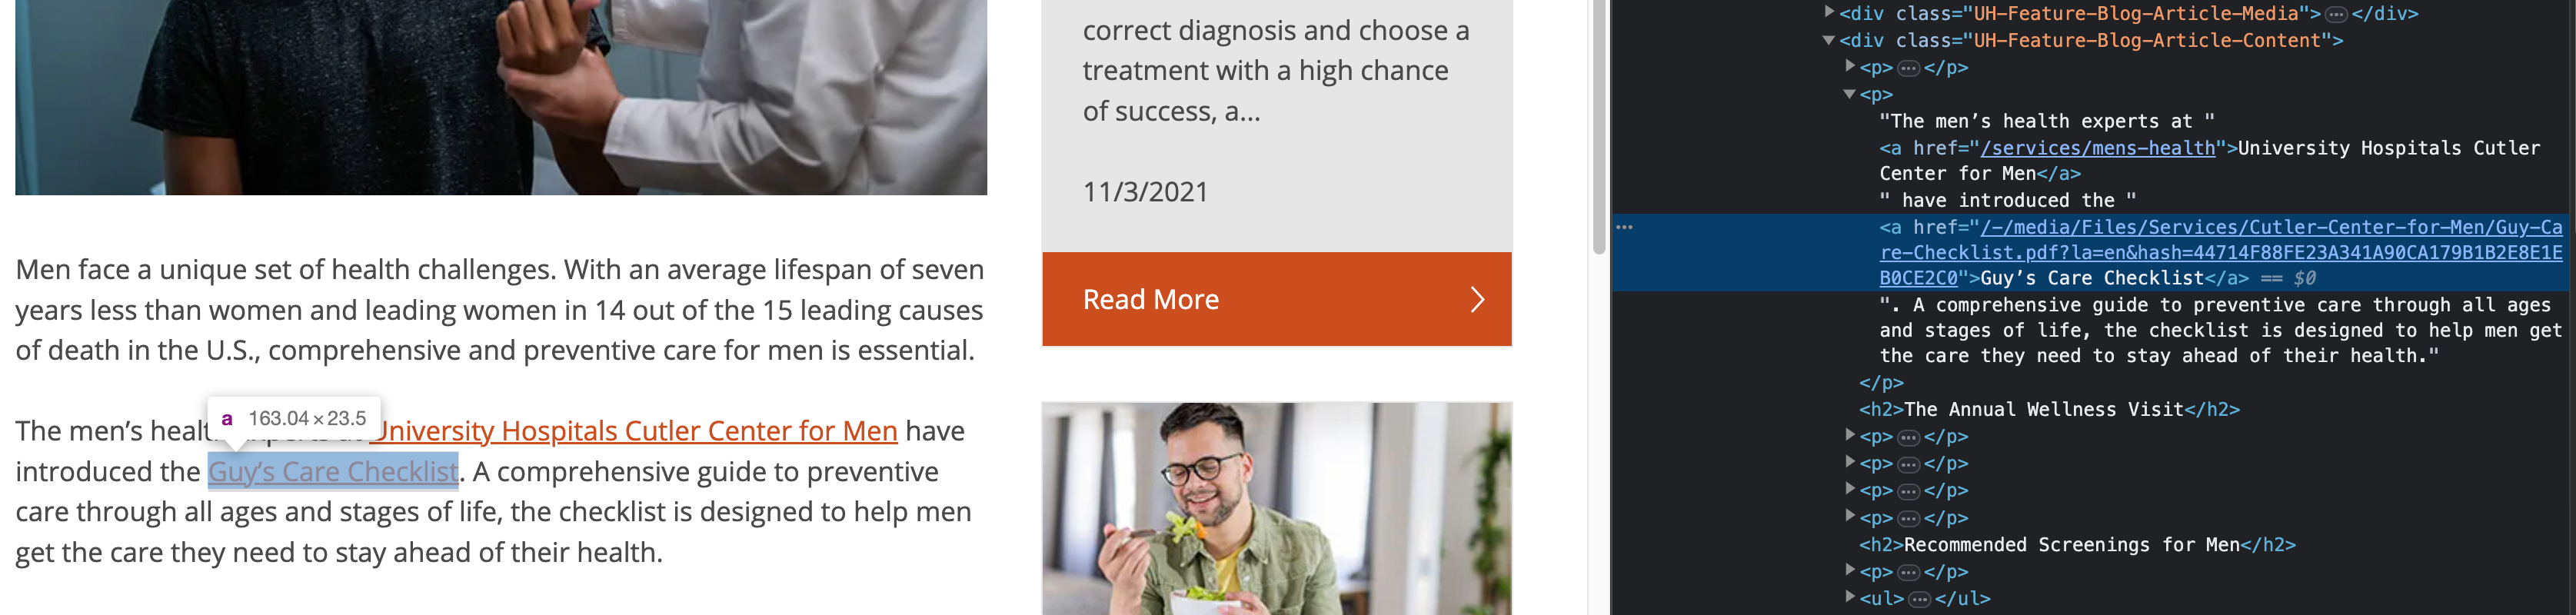 correct diagnosis and choose a
treatment with a high chance
of success, a...
11/3/2021
Read More
Men face a unique set of health challenges. With an average lifespan of seven
years less than women and leading women in 14 out of the 15 leading causes
of death in the U.S., comprehensive and preventive care for men is essential.
a 163.04×23.5
The men’s health experts at University Hospitals Cutler Center for Men have
introduced the Guy’s Care Checklist. A comprehensive guide to preventive
care through all ages and stages of life, the checklist is designed to help men
get the care they need to stay ahead of their health.
<div class="UH-Feature-Blog-Article-Media">…</div>
<div class="UH-Feature-Blog-Article-Content">
<p>…</p>
<p>
"The men’s health experts at "
<a href="/services/mens-health">University Hospitals Cutler
Center for Men</a>
" have introduced the "
<a href="/-/media/Files/Services/Cutler-Center-for-Men/Guy-Ca
re-Checklist.pdf?la=en&hash=44714F88FE23A341A90CA179B1B2E8E1E
B0CE2C0">Guy’s Care Checklist</a> == $0
". A comprehensive guide to preventive care through all ages
and stages of life, the checklist is designed to help men get
the care they need to stay ahead of their health."
</p>
<h2>The Annual Wellness Visit</h2>
<p>…</p>
<p>…</p>
<p>…</p>
<p>…</p>
<h2>Recommended Screenings for Men</h2>
<p>…</p>
<ul>…</ul>